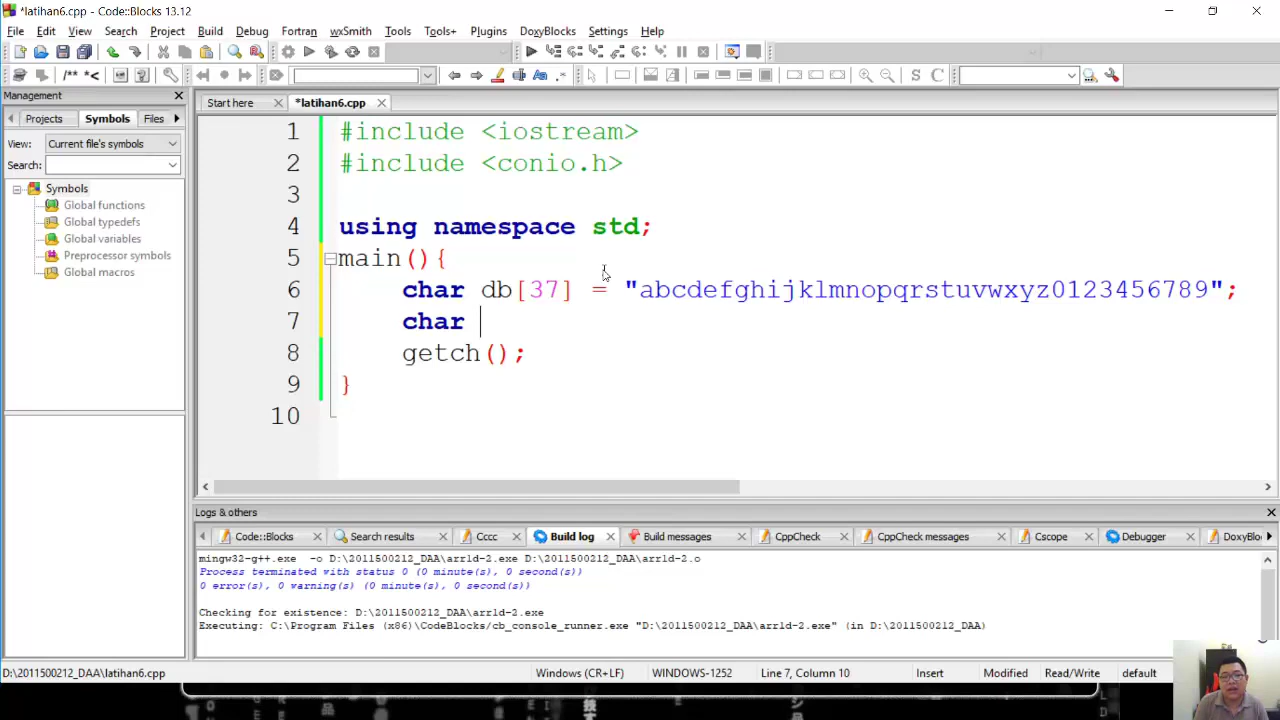 *latihan6.cpp - Code::Blocks 13.12
File Edit View Search Project Build Debug Fortran wxSmith Tools Tools+ Plugins DoxyBlocks Settings Help
/** *<
S C
Management
Start here
*latihan6.cpp
Projects Symbols Files
View: Current file's symbols
Search:
Symbols
Global functions
Global typedefs
Global variables
Preprocessor symbols
Global macros
1 #include <iostream>
2 #include <conio.h>
3
4 using namespace std;
5 main(){
6 char db[37] = "abcdefghijklmnopqrstuvwxyz0123456789";
7 char
8 getch();
9 }
10
Logs & others
Code::Blocks Search results Cccc Build log Build messages CppCheck CppCheck messages Cscope Debugger DoxyBlo
mingw32-g++.exe -o D:\2011500212_DAA\arrld-2.exe D:\2011500212_DAA\arrld-2.o
Process terminated with status 0 (0 minute(s), 0 second(s))
0 error(s), 0 warning(s) (0 minute(s), 0 second(s))
Checking for existence: D:\2011500212_DAA\arrld-2.exe
Executing: C:\Program Files (x86)\CodeBlocks/cb_console_runner.exe "D:\2011500212_DAA\arrld-2.exe" (in D:\2011500212_DAA)
D:\2011500212_DAA\latihan6.cpp Windows (CR+LF) WINDOWS-1252 Line 7, Column 10 Insert Modified Read/Write default